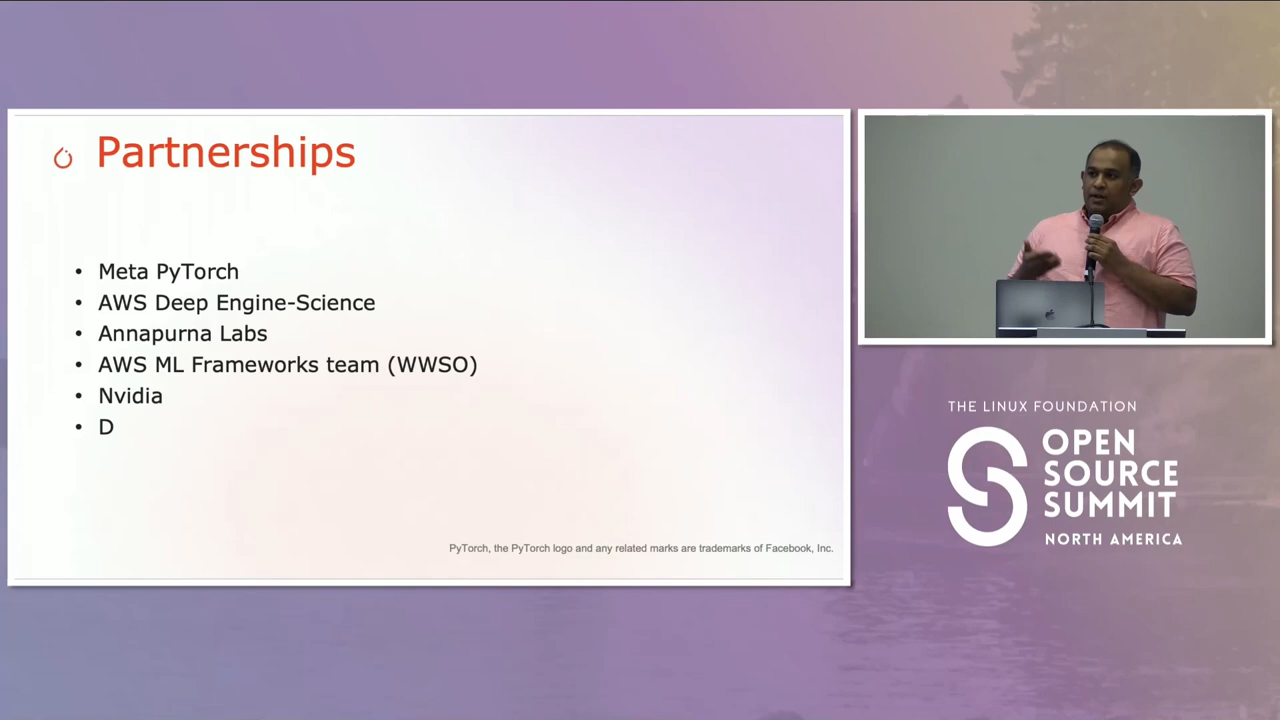 Partnerships
• Meta PyTorch
• AWS Deep Engine-Science
• Annapurna Labs
• AWS ML Frameworks team (WWSO)
• Nvidia
• D
PyTorch, the PyTorch logo and any related marks are trademarks of Facebook, Inc.
THE LINUX FOUNDATION
OPEN
SOURCE
SUMMIT
NORTH AMERICA